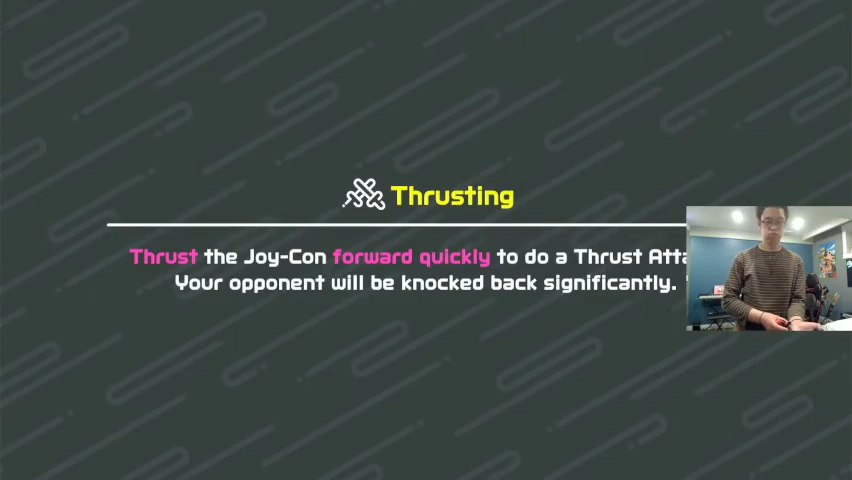 Thrusting
Thrust the Joy-Con forward quickly to do a Thrust
Your opponent will be knocked back significantly.